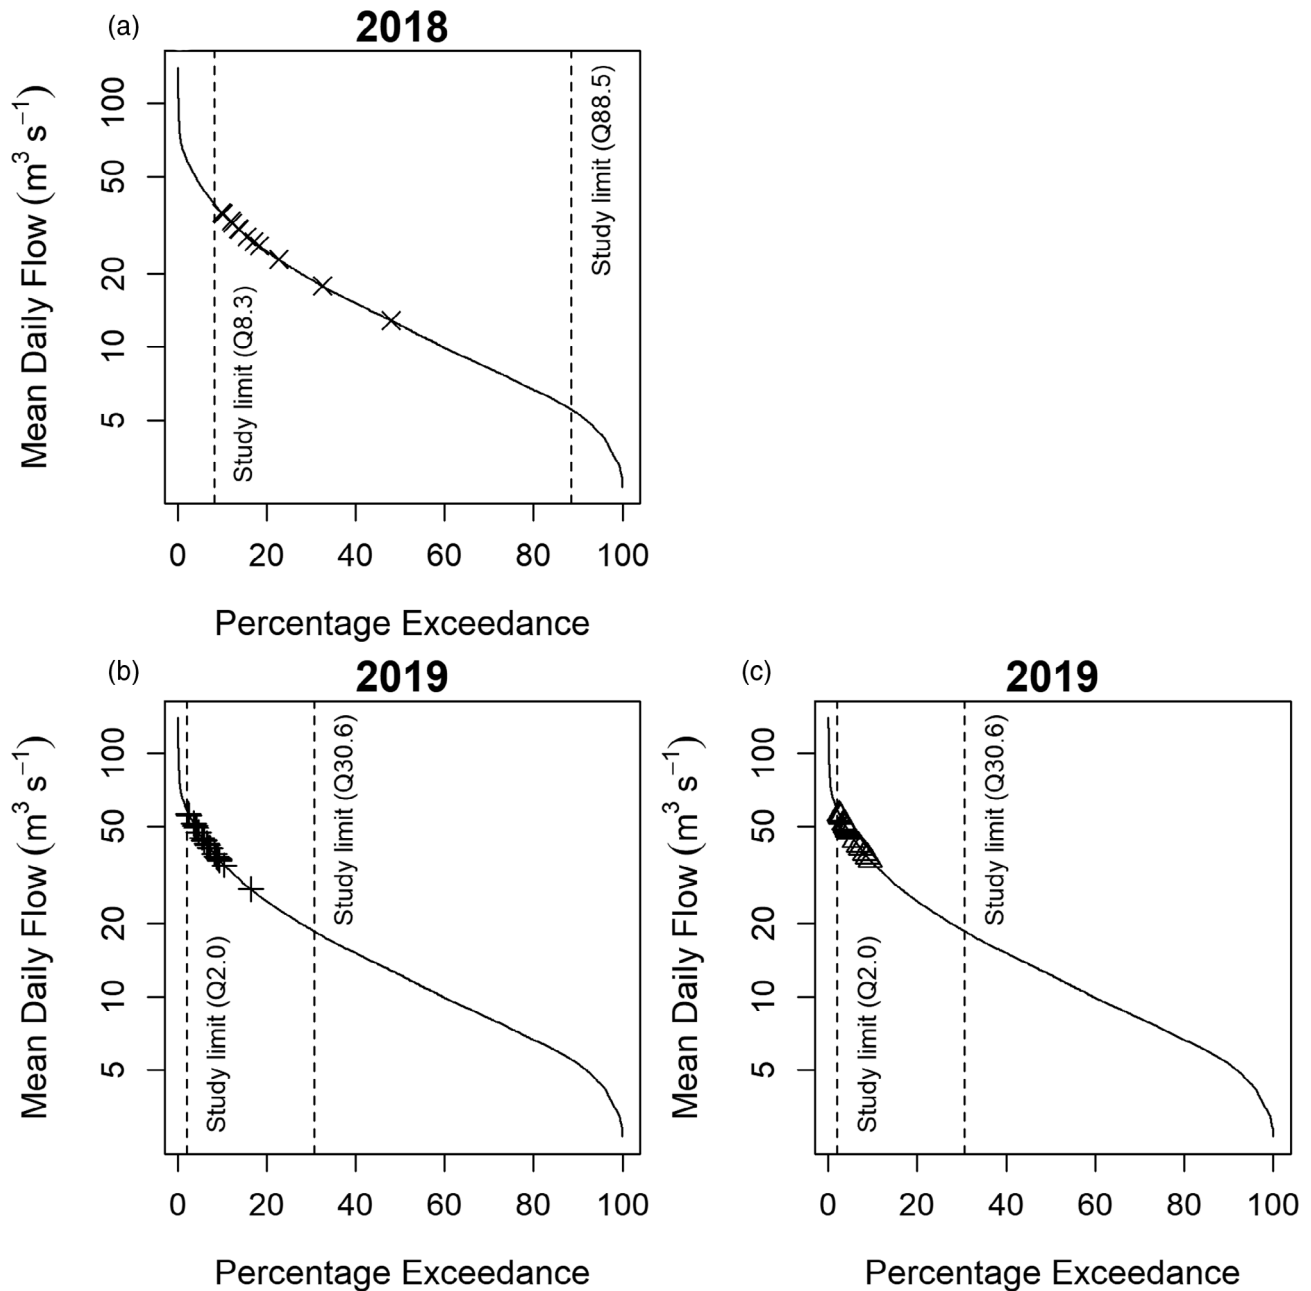 (a)
2018
Mean Daily Flow (m³ s⁻¹)
100
50
20
10
5
Study limit (Q8.3)
Study limit (Q88.5)
0 20 40 60 80 100
Percentage Exceedance
(b)
2019
Mean Daily Flow (m³ s⁻¹)
100
50
20
10
5
Study limit (Q2.0)
Study limit (Q30.6)
0 20 40 60 80 100
Percentage Exceedance
(c)
2019
Mean Daily Flow (m³ s⁻¹)
100
50
20
10
5
Study limit (Q2.0)
Study limit (Q30.6)
0 20 40 60 80 100
Percentage Exceedance